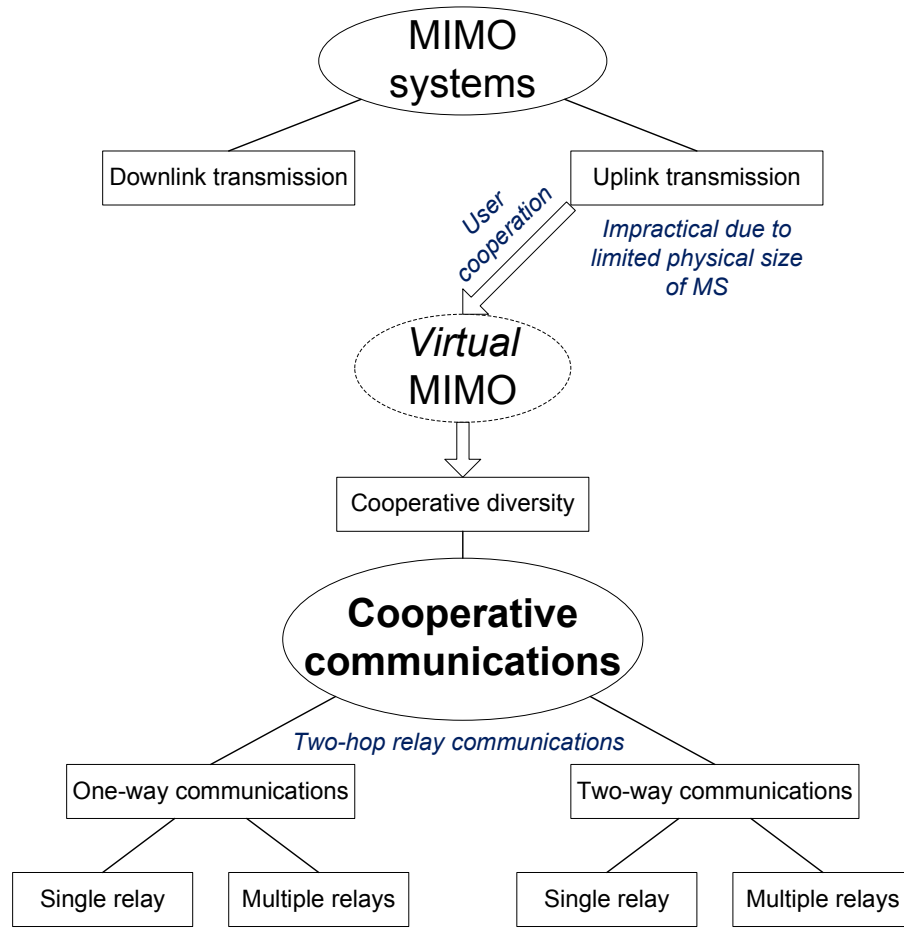 MIMO
systems
Downlink transmission
Uplink transmission
User
cooperation
Impractical due to
limited physical size
of MS
Virtual
MIMO
Cooperative diversity
Cooperative
communications
Two-hop relay communications
One-way communications
Two-way communications
Single relay
Multiple relays
Single relay
Multiple relays